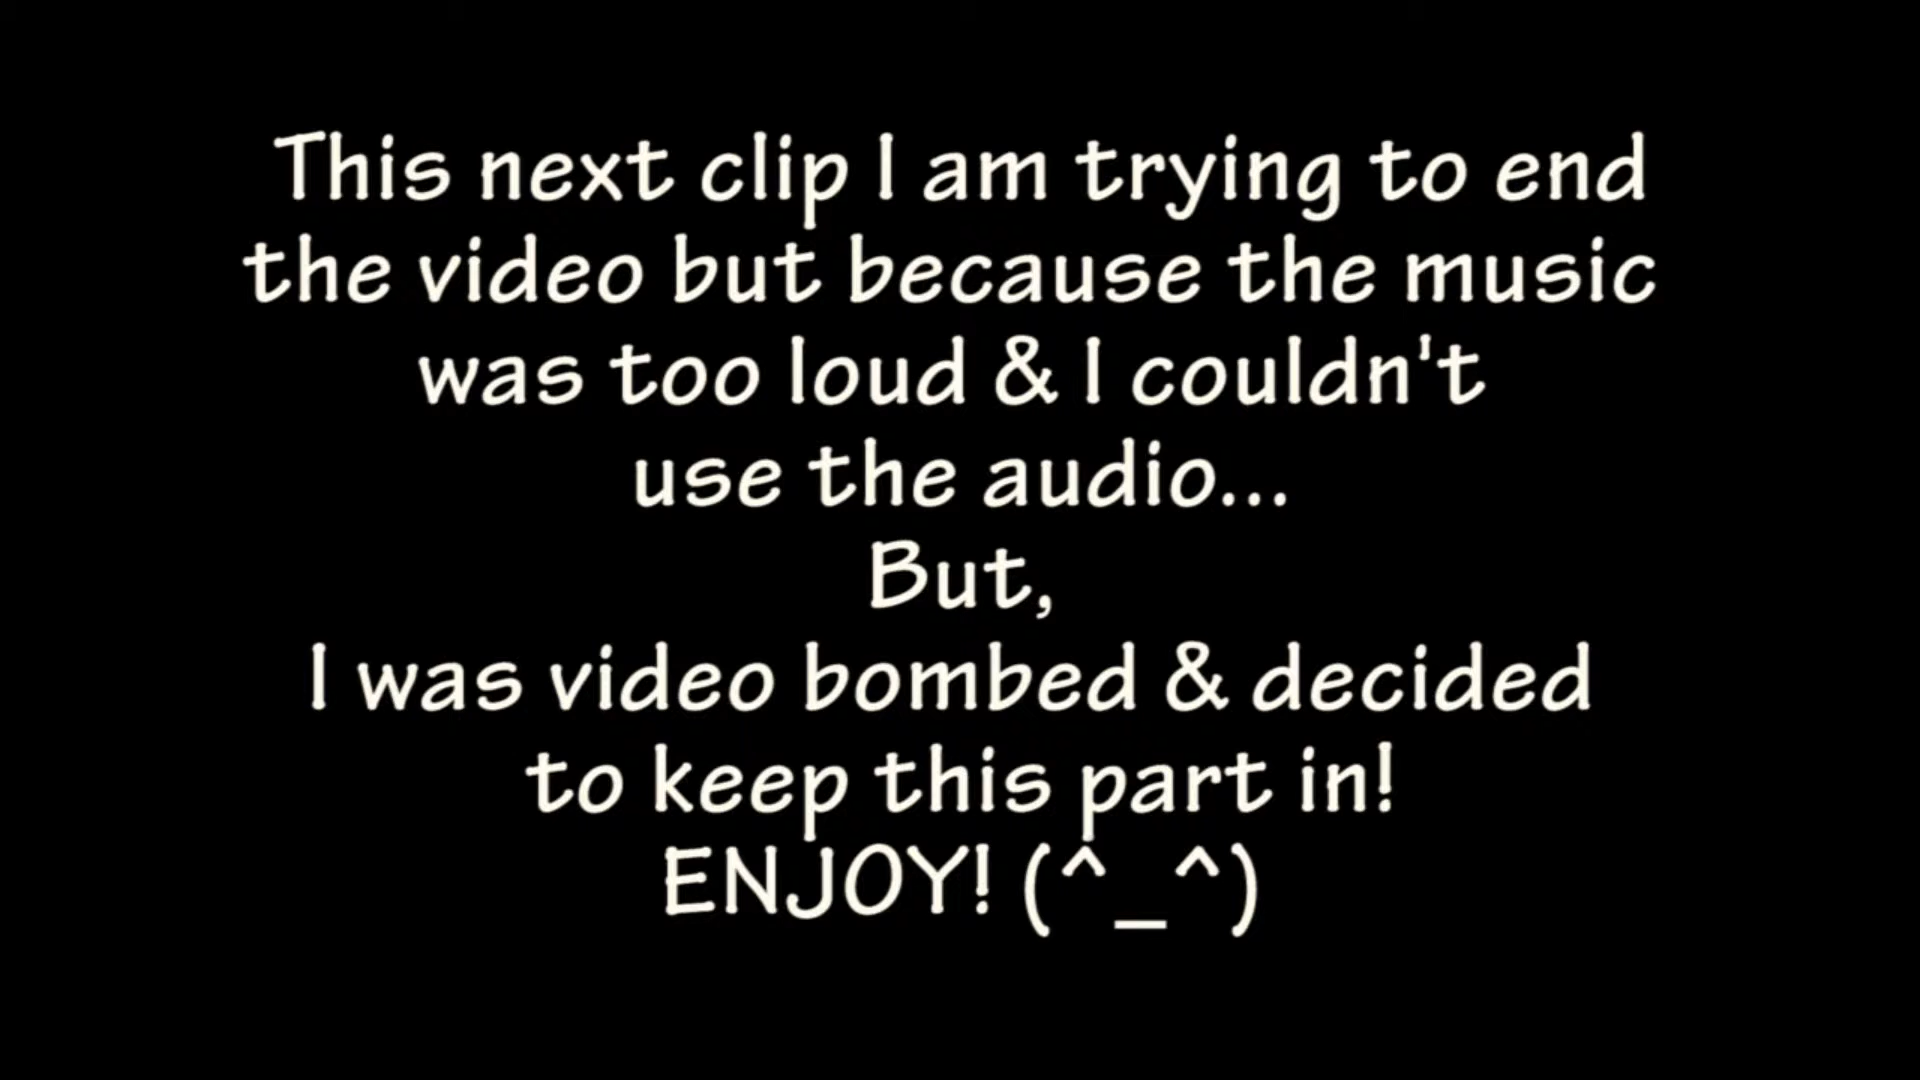 This next clip I am trying to end
the video but because the music
was too loud & I couldn't
use the audio...
But,
I was video bombed & decided
to keep this part in!
ENJOY! (^_^)